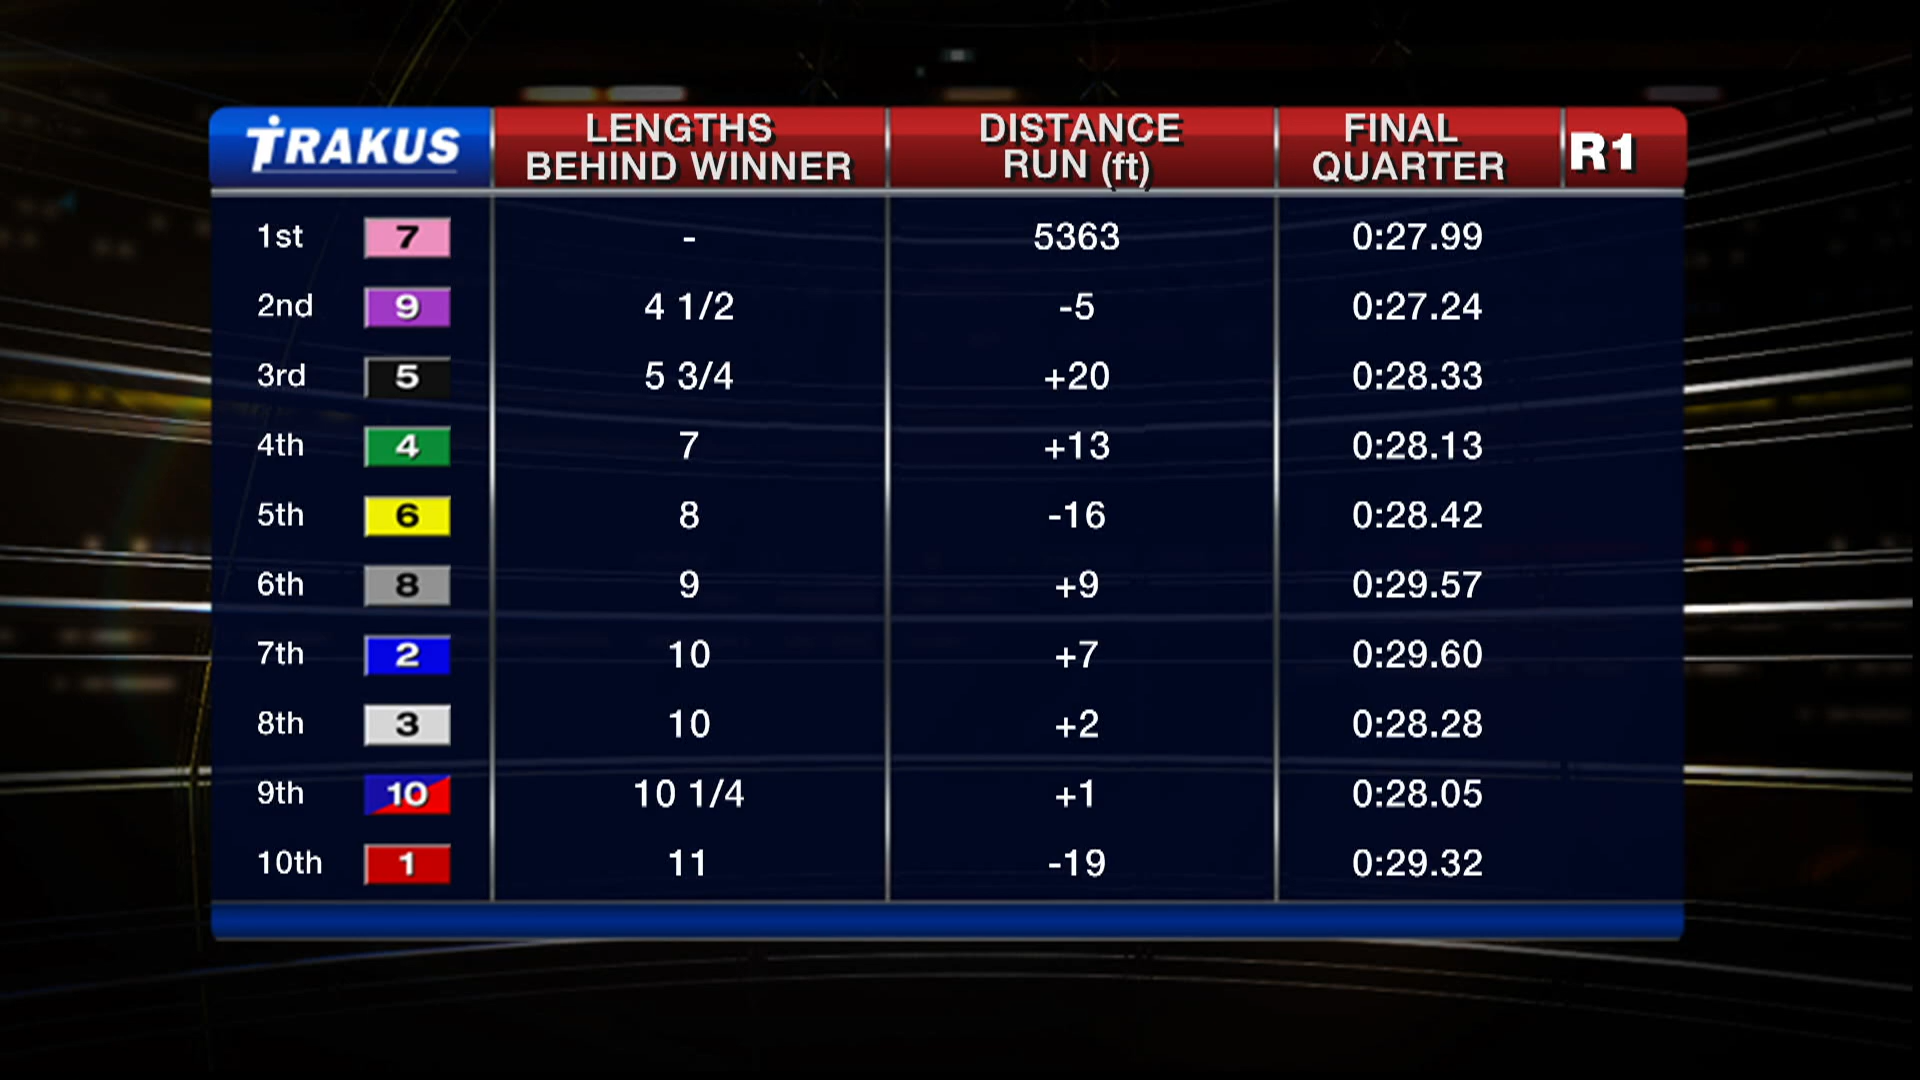 TRAKUS
LENGTHS BEHIND WINNER
DISTANCE RUN (ft)
FINAL QUARTER
R1
1st 7 - 5363 0:27.99
2nd 9 4 1/2 -5 0:27.24
3rd 5 5 3/4 +20 0:28.33
4th 4 7 +13 0:28.13
5th 6 8 -16 0:28.42
6th 8 9 +9 0:29.57
7th 2 10 +7 0:29.60
8th 3 10 +2 0:28.28
9th 10 10 1/4 +1 0:28.05
10th 1 11 -19 0:29.32